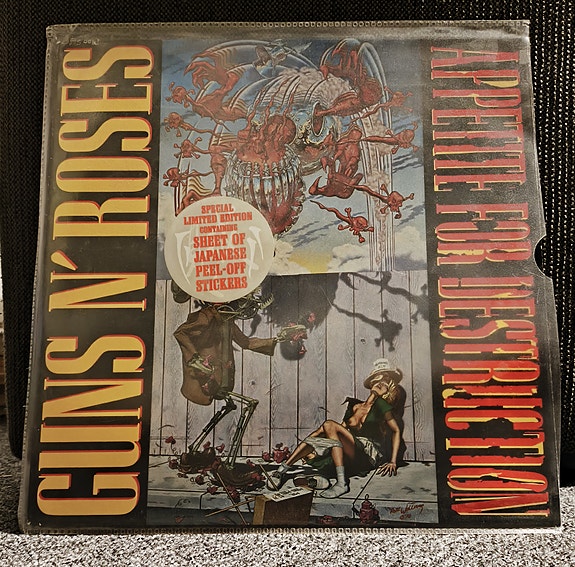 GUNS N' ROSES
SPECIAL
LIMITED EDITION
CONTAINING
SHEET OF
JAPANESE
PEEL-OFF
STICKERS
APPETITE FOR DESTRUCTION